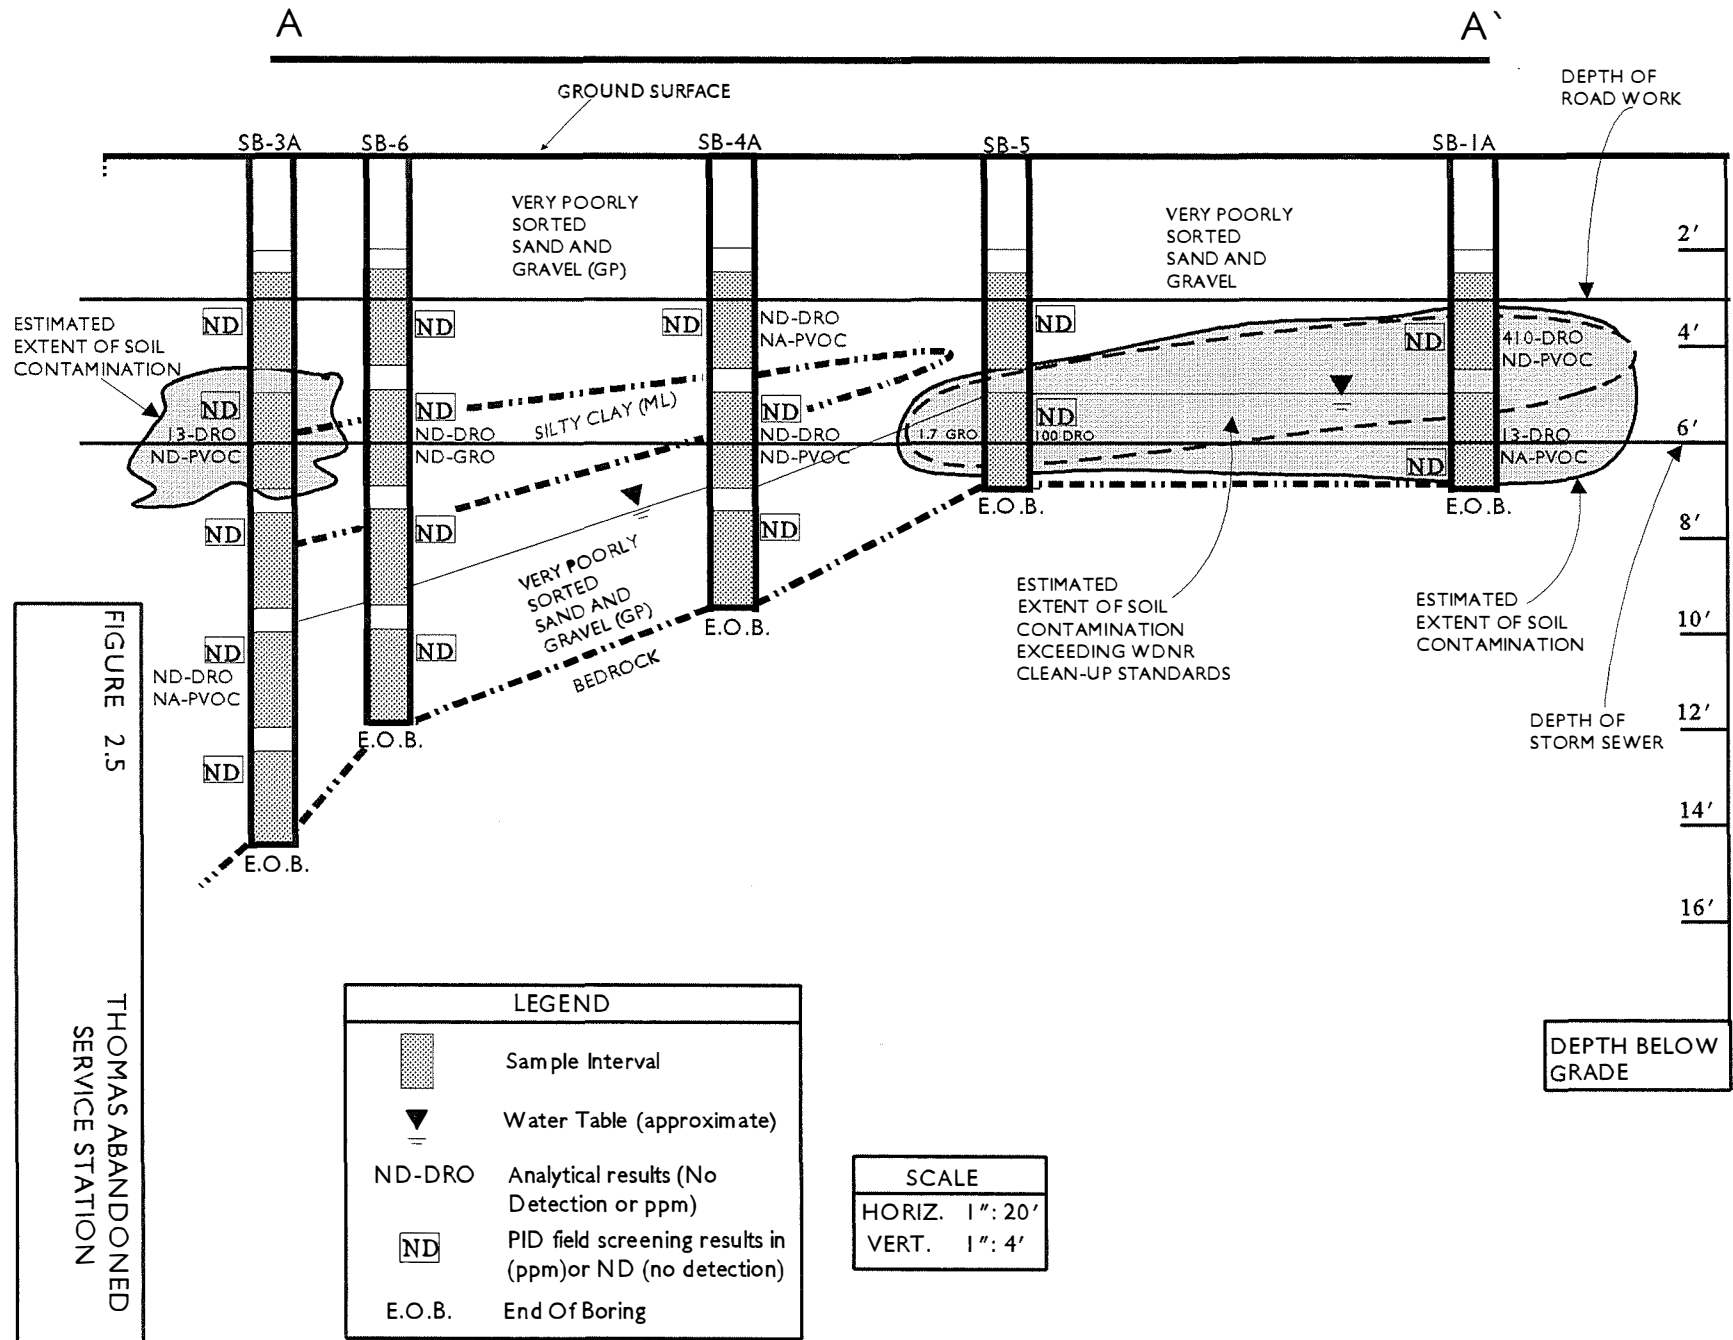 A
A`
GROUND SURFACE
DEPTH OF
ROAD WORK
SB-3A
SB-6
SB-4A
SB-5
SB-1A
VERY POORLY
SORTED
SAND AND
GRAVEL (GP)
VERY POORLY
SORTED
SAND AND
GRAVEL
2'
4'
6'
8'
10'
12'
14'
16'
ESTIMATED
EXTENT OF SOIL
CONTAMINATION
ND
ND
13-DRO
ND-PVOC
ND
ND
ND-DRO
NA-PVOC
ND
E.O.B.
ND
ND
ND-DRO
ND-GRO
ND
ND
E.O.B.
SILTY CLAY (ML)
ND
ND-DRO
NA-PVOC
ND
ND-DRO
ND-PVOC
ND
E.O.B.
VERY POORLY
SORTED
SAND AND
GRAVEL (GP)
BEDROCK
ND
ND
1.7 GRO
100 DRO
E.O.B.
ND
410-DRO
ND-PVOC
13-DRO
NA-PVOC
ND
E.O.B.
ESTIMATED
EXTENT OF SOIL
CONTAMINATION
EXCEEDING WDNR
CLEAN-UP STANDARDS
ESTIMATED
EXTENT OF SOIL
CONTAMINATION
DEPTH OF
STORM SEWER
DEPTH BELOW
GRADE
FIGURE 2.5
THOMAS ABANDONED
SERVICE STATION
LEGEND
Sample Interval
Water Table (approximate)
ND-DRO
Analytical results (No
Detection or ppm)
ND
PID field screening results in
(ppm)or ND (no detection)
E.O.B.
End Of Boring
SCALE
HORIZ. 1": 20'
VERT. 1": 4'